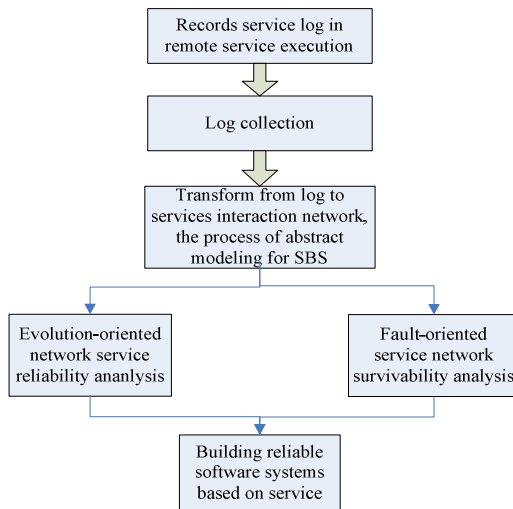 Records service log in
remote service execution
Log collection
Transform from log to
services interaction network,
the process of abstract
modeling for SBS
Evolution-oriented
network service
reliability ananlysis
Fault-oriented
service network
survivability analysis
Building reliable
software systems
based on service